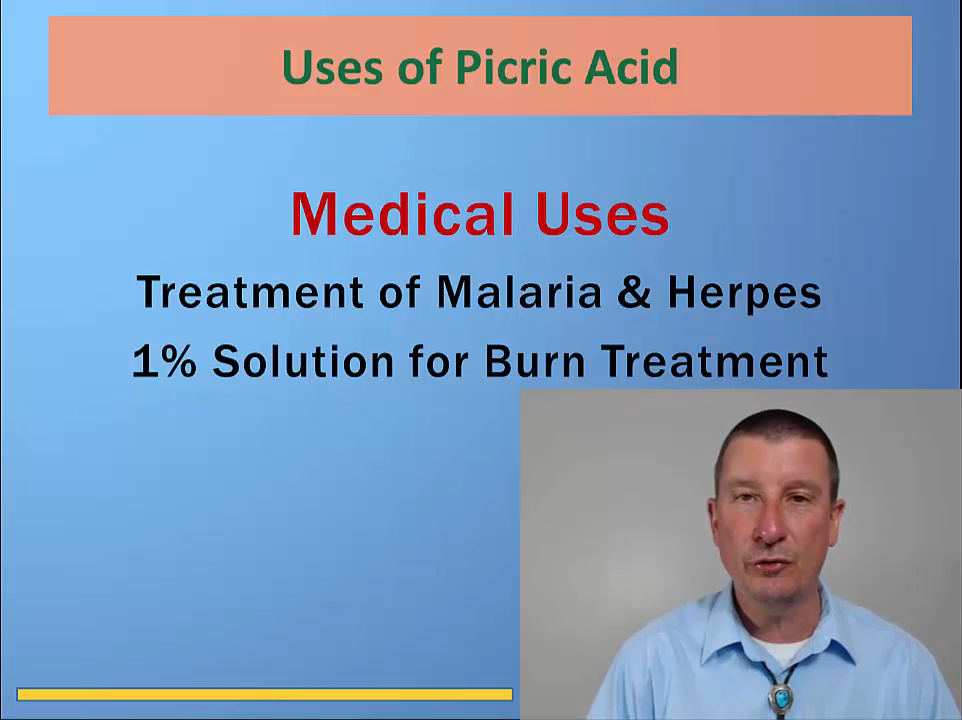 Uses of Picric Acid
Medical Uses
Treatment of Malaria & Herpes
1% Solution for Burn Treatment